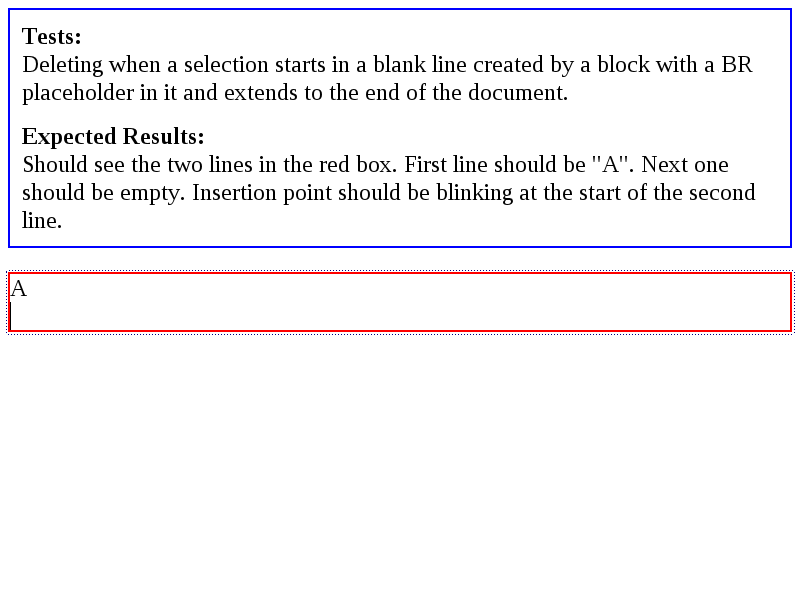 Tests:
Deleting when a selection starts in a blank line created by a block with a BR
placeholder in it and extends to the end of the document.
Expected Results:
Should see the two lines in the red box. First line should be "A". Next one
should be empty. Insertion point should be blinking at the start of the second
line.
A